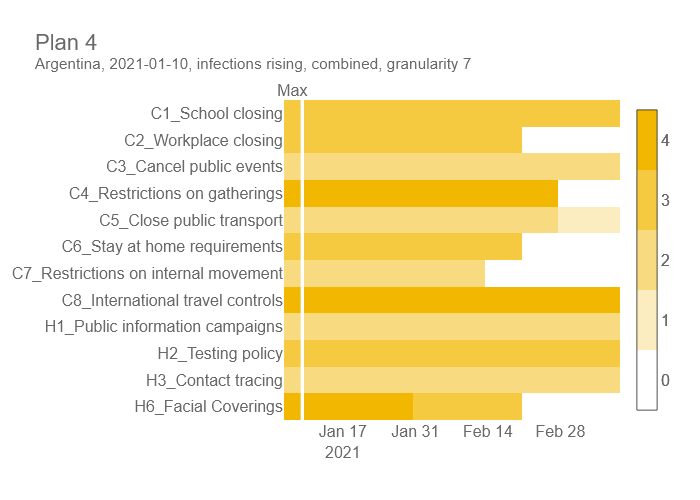 Plan 4
Argentina, 2021-01-10, infections rising, combined, granularity 7
Max
C1_School closing
C2_Workplace closing
C3_Cancel public events
C4_Restrictions on gatherings
C5_Close public transport
C6_Stay at home requirements
C7_Restrictions on internal movement
C8_International travel controls
H1_Public information campaigns
H2_Testing policy
H3_Contact tracing
H6_Facial Coverings
Jan 17 Jan 31 Feb 14 Feb 28
2021
4
3
2
1
0